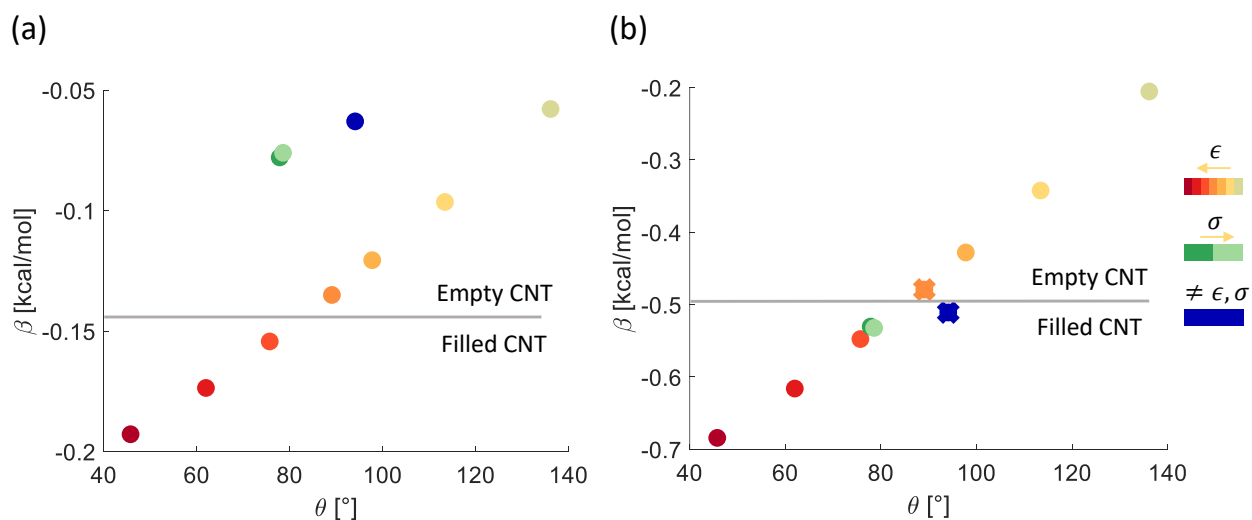 (a)
(b)
-0.05
-0.1
-0.15
-0.2
β [kcal/mol]
Empty CNT
Filled CNT
40
60
80
100
120
140
θ [°]
-0.2
-0.3
-0.4
-0.5
-0.6
-0.7
β [kcal/mol]
Empty CNT
Filled CNT
40
60
80
100
120
140
θ [°]
ϵ
σ
≠ ϵ, σ